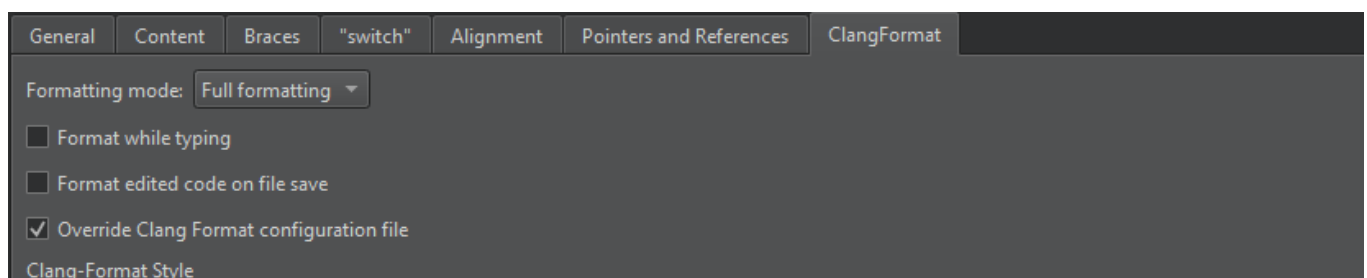 General Content Braces "switch" Alignment Pointers and References ClangFormat
Formatting mode: Full formatting
Format while typing
Format edited code on file save
Override Clang Format configuration file
Clang-Format Style